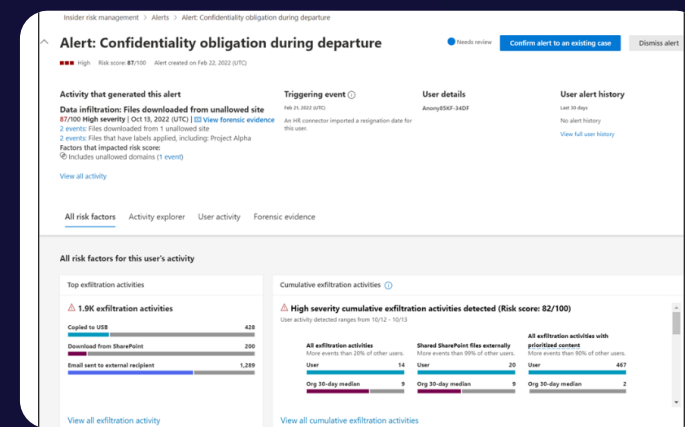 Insider risk management > Alerts > Alert: Confidentiality obligation during departure
Alert: Confidentiality obligation during departure
Needs review
Confirm alert to an existing case
Dismiss alert
High Risk score: 87/100 Alert created on Feb 22, 2022 (UTC)
Activity that generated this alert
Data infiltration: Files downloaded from unallowed site
87/100 High severity | Oct 13, 2022 (UTC) | View forensic evidence
2 events: Files downloaded from 1 unallowed site
2 events: Files that have labels applied, including: Project Alpha
Factors that impacted risk score:
Includes unallowed domains (1 event)
View all activity
Triggering event
Feb 21, 2022 (UTC)
An HR connector imported a resignation date for
this user.
User details
Anony85KF-34DF
User alert history
Last 30 days
No alert history
View full user history
All risk factors Activity explorer User activity Forensic evidence
All risk factors for this user's activity
Top exfiltration activities
1.9K exfiltration activities
Copied to USB 428
Download from SharePoint 200
Email sent to external recipient 1,289
View all exfiltration activity
Cumulative exfiltration activities
High severity cumulative exfiltration activities detected (Risk score: 82/100)
User activity detected ranges from 10/12 - 10/13
All exfiltration activities
More events than 20% of other users.
User 14
Org 30-day median 9
Shared SharePoint files externally
More events than 99% of other users.
User 20
Org 30-day median 9
All exfiltration activities with
prioritized content
More events than 90% of other users.
User 467
Org 30-day median 2
View all cumulative exfiltration activities